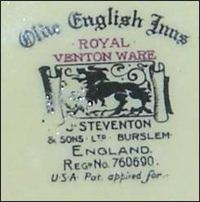 Olde English Inns
ROYAL
VENTON WARE
J. STEVENTON
& SONS LTD BURSLEM
ENGLAND.
REGD No. 760690.
U.S.A. Pat. applied for.